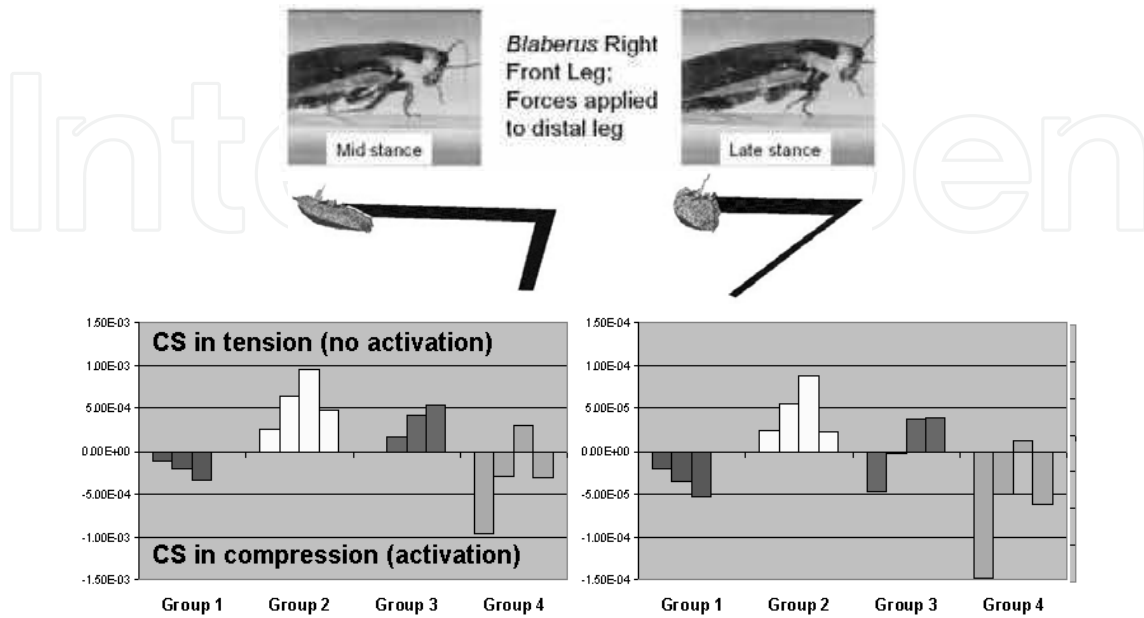 Blaberus Right
Front Leg;
Forces applied
to distal leg
Mid stance
Late stance
InTechOpen
1.50E-03
1.00E-03
5.00E-04
0.00E+00
-5.00E-04
-1.00E-03
-1.50E-03
CS in tension (no activation)
CS in compression (activation)
Group 1 Group 2 Group 3 Group 4
1.50E-04
1.00E-04
5.00E-05
0.00E+00
-5.00E-05
-1.00E-04
-1.50E-04
Group 1 Group 2 Group 3 Group 4